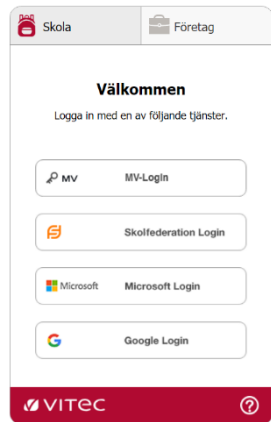 Skola
Företag
Välkommen
Logga in med en av följande tjänster.
MV MV-Login
Skolfederation Login
Microsoft Microsoft Login
Google Login
vitec
?